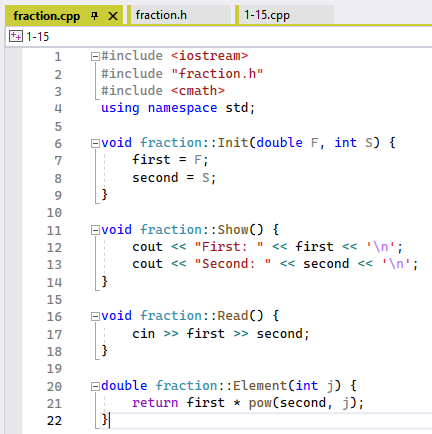 fraction.cpp fraction.h 1-15.cpp
1-15
1 #include <iostream>
2 #include "fraction.h"
3 #include <cmath>
4 using namespace std;
5
6 void fraction::Init(double F, int S) {
7 first = F;
8 second = S;
9 }
10
11 void fraction::Show() {
12 cout << "First: " << first << '\n';
13 cout << "Second: " << second << '\n';
14 }
15
16 void fraction::Read() {
17 cin >> first >> second;
18 }
19
20 double fraction::Element(int j) {
21 return first * pow(second, j);
22 }